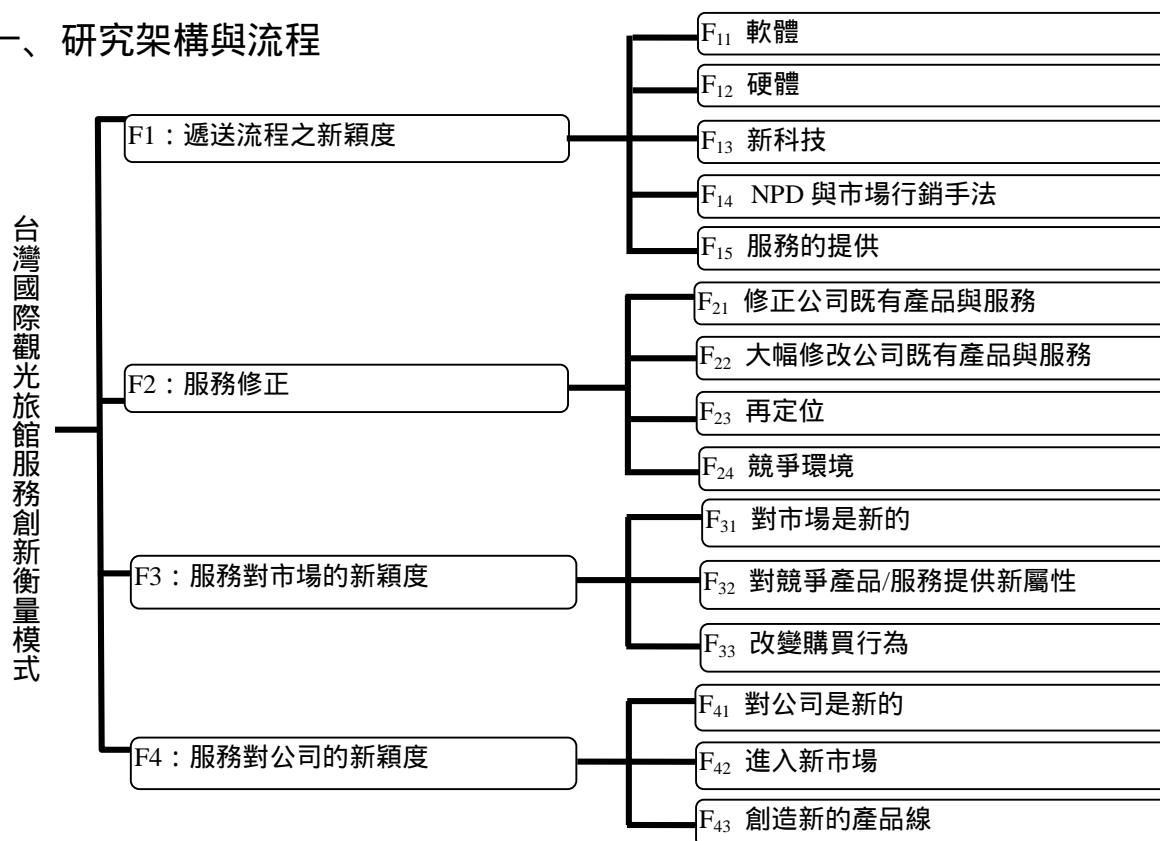 一、研究架構與流程
台灣國際觀光旅館服務創新衡量模式
F1：遞送流程之新穎度
F11 軟體
F12 硬體
F13 新科技
F14 NPD 與市場行銷手法
F15 服務的提供
F2：服務修正
F21 修正公司既有產品與服務
F22 大幅修改公司既有產品與服務
F23 再定位
F24 競爭環境
F3：服務對市場的新穎度
F31 對市場是新的
F32 對競爭產品/服務提供新屬性
F33 改變購買行為
F4：服務對公司的新穎度
F41 對公司是新的
F42 進入新市場
F43 創造新的產品線